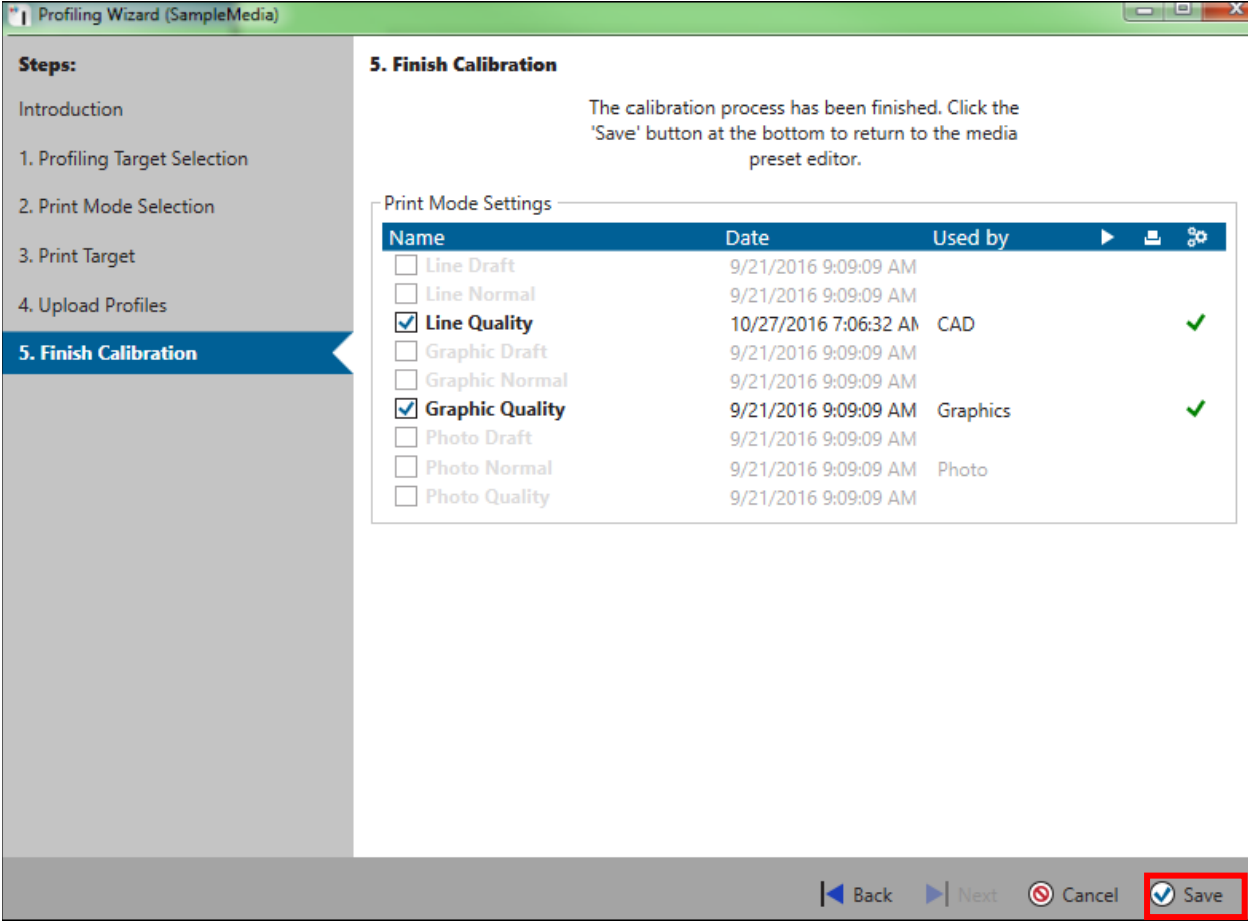 Profiling Wizard (SampleMedia)
Steps:
Introduction
1. Profiling Target Selection
2. Print Mode Selection
3. Print Target
4. Upload Profiles
5. Finish Calibration
5. Finish Calibration
The calibration process has been finished. Click the
'Save' button at the bottom to return to the media
preset editor.
Print Mode Settings
Name Date Used by
Line Draft 9/21/2016 9:09:09 AM
Line Normal 9/21/2016 9:09:09 AM
Line Quality 10/27/2016 7:06:32 AM CAD
Graphic Draft 9/21/2016 9:09:09 AM
Graphic Normal 9/21/2016 9:09:09 AM
Graphic Quality 9/21/2016 9:09:09 AM Graphics
Photo Draft 9/21/2016 9:09:09 AM
Photo Normal 9/21/2016 9:09:09 AM Photo
Photo Quality 9/21/2016 9:09:09 AM
Back Next Cancel Save